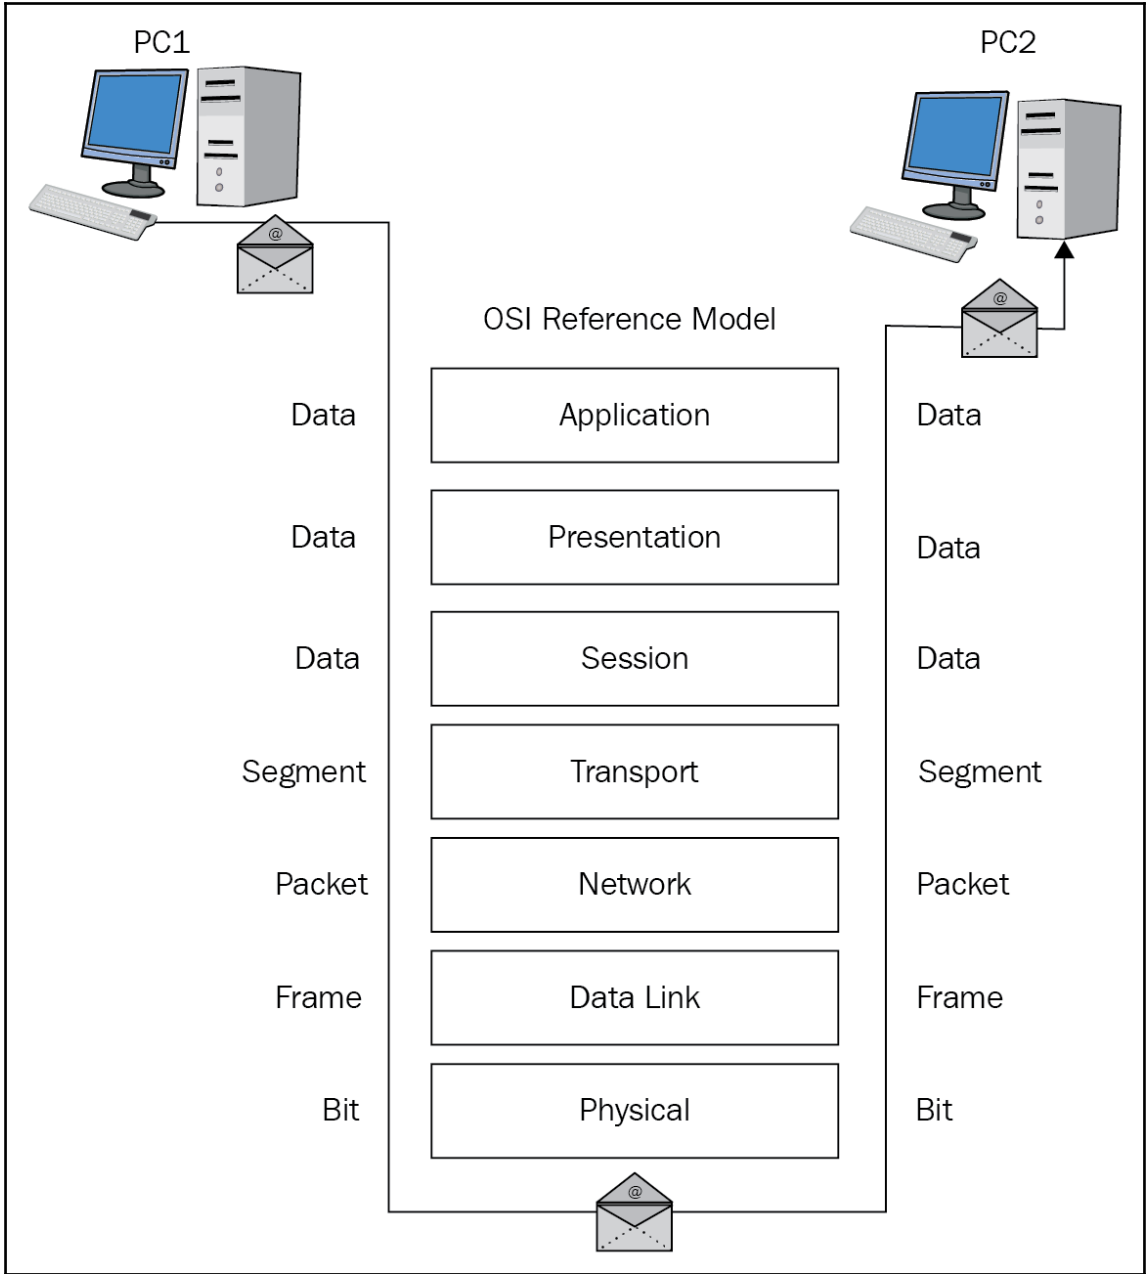 PC1
PC2
@
@
OSI Reference Model
Data
Application
Data
Data
Presentation
Data
Data
Session
Data
Segment
Transport
Segment
Packet
Network
Packet
Frame
Data Link
Frame
Bit
Physical
Bit
@